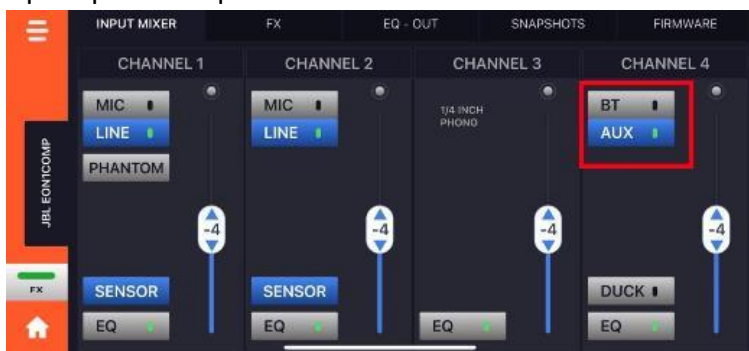 INPUT MIXER FX EQ - OUT SNAPSHOTS FIRMWARE
CHANNEL 1 CHANNEL 2 CHANNEL 3 CHANNEL 4
MIC MIC 1/4 INCH BT
LINE LINE PHONO AUX
PHANTOM
JBL EON1COMP
-4 -4 -4 -4
FX SENSOR SENSOR DUCK
EQ EQ EQ EQ